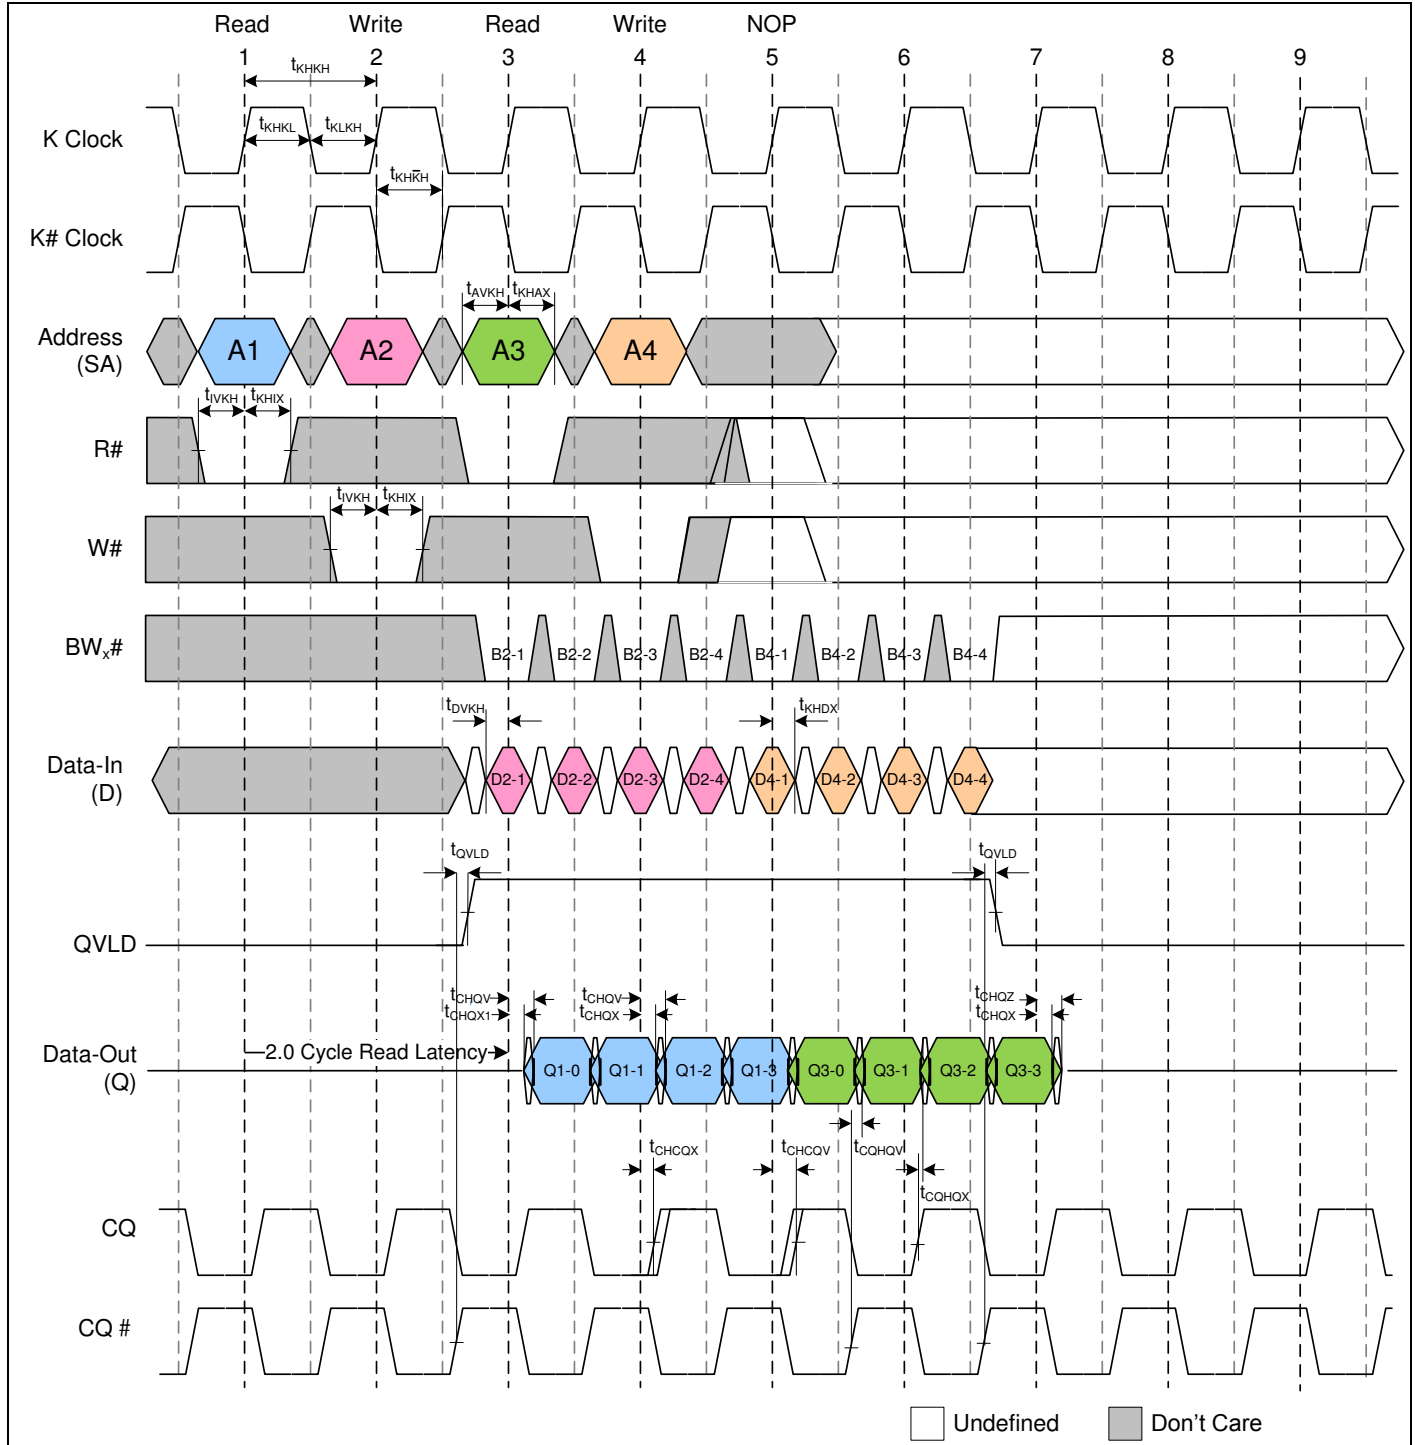 Read Write Read Write NOP
1 2 3 4 5 6 7 8 9
tKHKH
K Clock
tKHKL tKLKH
tKHK̅H
K# Clock
tAVKH tKHAX
Address
(SA)
A1 A2 A3 A4
tIVKH tKHIX
R#
tIVKH tKHIX
W#
BWx#
B2-1 B2-2 B2-3 B2-4 B4-1 B4-2 B4-3 B4-4
tDVKH tKHDX
Data-In
(D)
D2-1 D2-2 D2-3 D2-4 D4-1 D4-2 D4-3 D4-4
tQVLD tQVLD
QVLD
tCHQV tCHQV tCHQZ
tCHQX1 tCHQX tCHQX
Data-Out
(Q)
2.0 Cycle Read Latency
Q1-0 Q1-1 Q1-2 Q1-3 Q3-0 Q3-1 Q3-2 Q3-3
tCHCQX tCHCQV tCQHQV
tCQHQX
CQ
CQ #
Undefined Don't Care